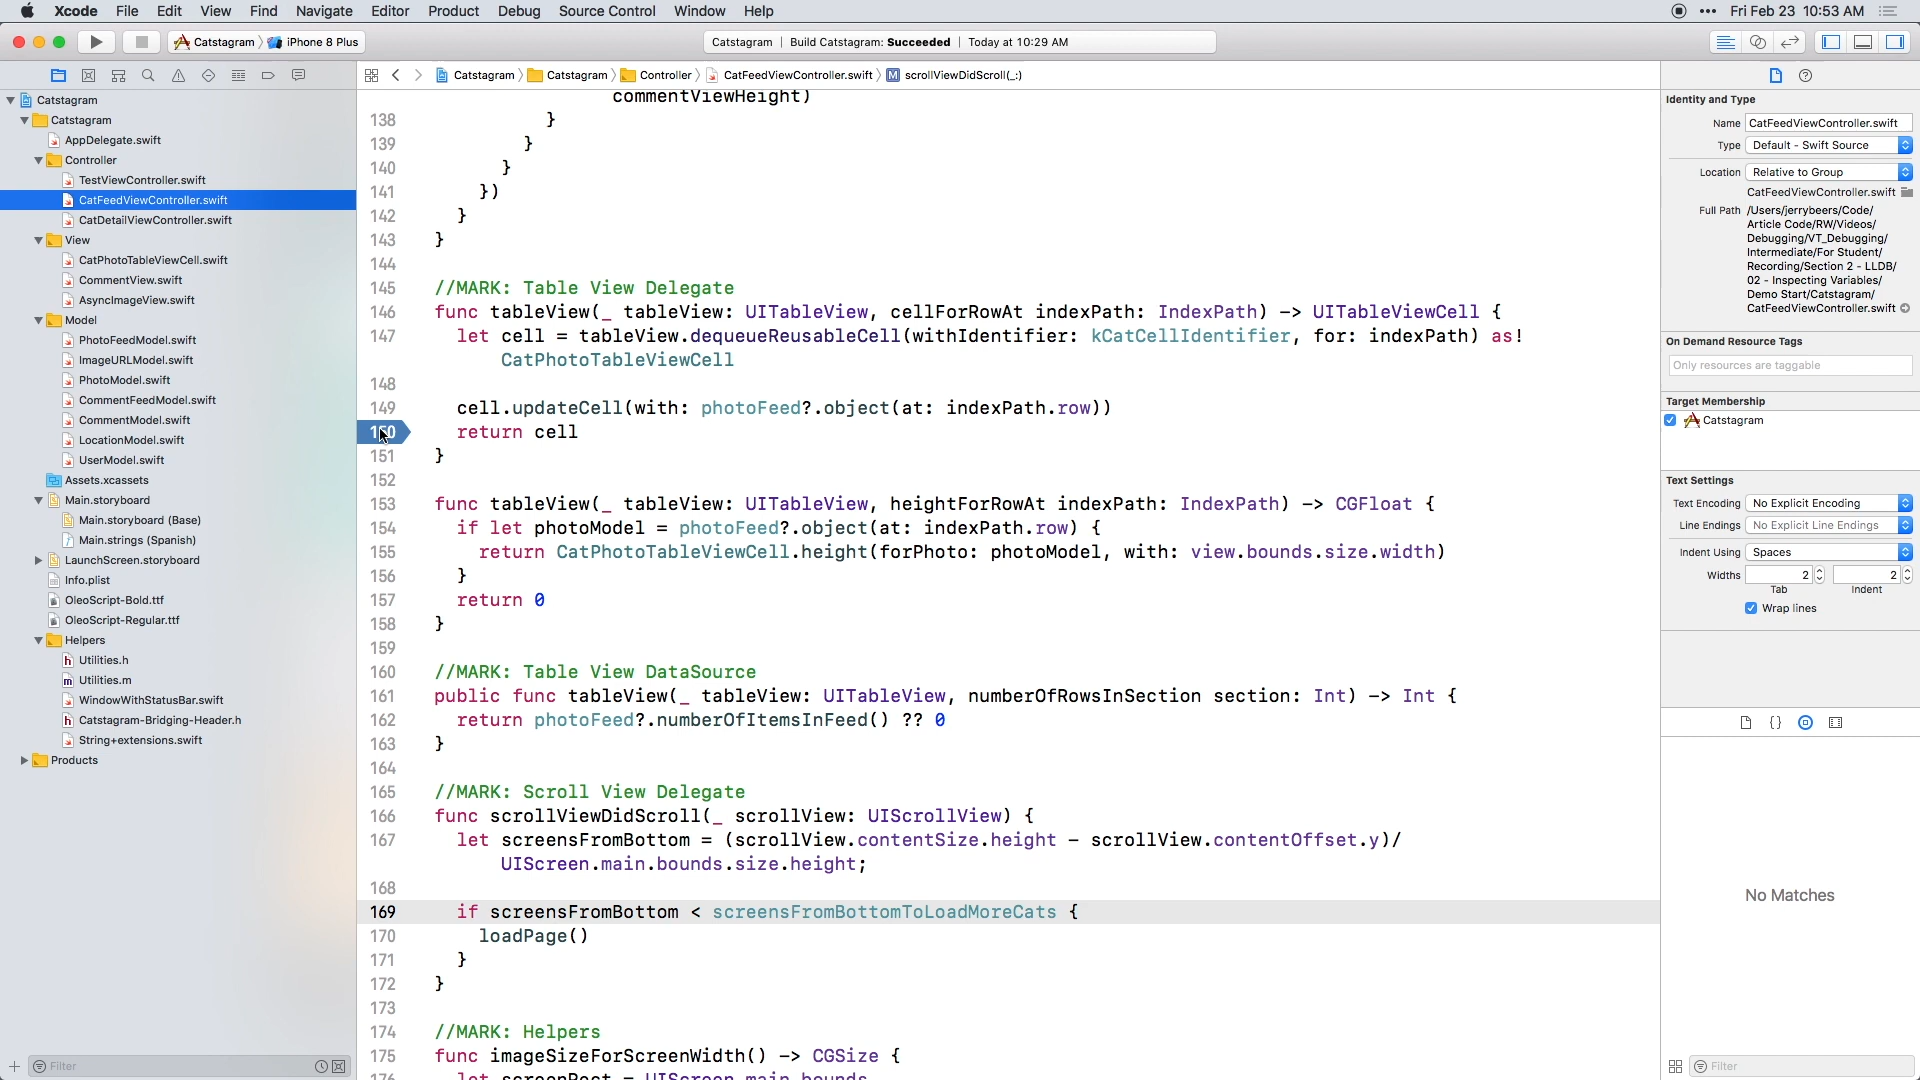 Xcode File Edit View Find Navigate Editor Product Debug Source Control Window Help
Fri Feb 23 10:53 AM
Catstagram iPhone 8 Plus
Catstagram | Build Catstagram: Succeeded | Today at 10:29 AM
Catstagram Catstagram Controller CatFeedViewController.swift M scrollViewDidScroll(_:)
Catstagram
Catstagram
AppDelegate.swift
Controller
TestViewController.swift
CatFeedViewController.swift
CatDetailViewController.swift
View
CatPhotoTableViewCell.swift
CommentView.swift
AsyncImageView.swift
Model
PhotoFeedModel.swift
ImageURLModel.swift
PhotoModel.swift
CommentFeedModel.swift
CommentModel.swift
LocationModel.swift
UserModel.swift
Assets.xcassets
Main.storyboard
Main.storyboard (Base)
Main.strings (Spanish)
LaunchScreen.storyboard
Info.plist
OleoScript-Bold.ttf
OleoScript-Regular.ttf
Helpers
h Utilities.h
m Utilities.m
WindowWithStatusBar.swift
h Catstagram-Bridging-Header.h
String+extensions.swift
Products
Filter
commentViewHeight)
138 }
139 }
140 }
141 })
142 }
143 }
144
145 //MARK: Table View Delegate
146 func tableView(_ tableView: UITableView, cellForRowAt indexPath: IndexPath) -> UITableViewCell {
147 let cell = tableView.dequeueReusableCell(withIdentifier: kCatCellIdentifier, for: indexPath) as!
CatPhotoTableViewCell
148
149 cell.updateCell(with: photoFeed?.object(at: indexPath.row))
150 return cell
151 }
152
153 func tableView(_ tableView: UITableView, heightForRowAt indexPath: IndexPath) -> CGFloat {
154 if let photoModel = photoFeed?.object(at: indexPath.row) {
155 return CatPhotoTableViewCell.height(forPhoto: photoModel, with: view.bounds.size.width)
156 }
157 return 0
158 }
159
160 //MARK: Table View DataSource
161 public func tableView(_ tableView: UITableView, numberOfRowsInSection section: Int) -> Int {
162 return photoFeed?.numberOfItemsInFeed() ?? 0
163 }
164
165 //MARK: Scroll View Delegate
166 func scrollViewDidScroll(_ scrollView: UIScrollView) {
167 let screensFromBottom = (scrollView.contentSize.height - scrollView.contentOffset.y)/
UIScreen.main.bounds.size.height;
168
169 if screensFromBottom < screensFromBottomToLoadMoreCats {
170 loadPage()
171 }
172 }
173
174 //MARK: Helpers
175 func imageSizeForScreenWidth() -> CGSize {
176 let screenRect = UIScreen.main.bounds
Identity and Type
Name CatFeedViewController.swift
Type Default - Swift Source
Location Relative to Group
CatFeedViewController.swift
Full Path /Users/jerrybeers/Code/
Article Code/RW/Videos/
Debugging/VT_Debugging/
Intermediate/For Student/
Recording/Section 2 - LLDB/
02 - Inspecting Variables/
Demo Start/Catstagram/
CatFeedViewController.swift
On Demand Resource Tags
Only resources are taggable
Target Membership
Catstagram
Text Settings
Text Encoding No Explicit Encoding
Line Endings No Explicit Line Endings
Indent Using Spaces
Widths 2 2
Tab Indent
Wrap lines
{}
No Matches
Filter